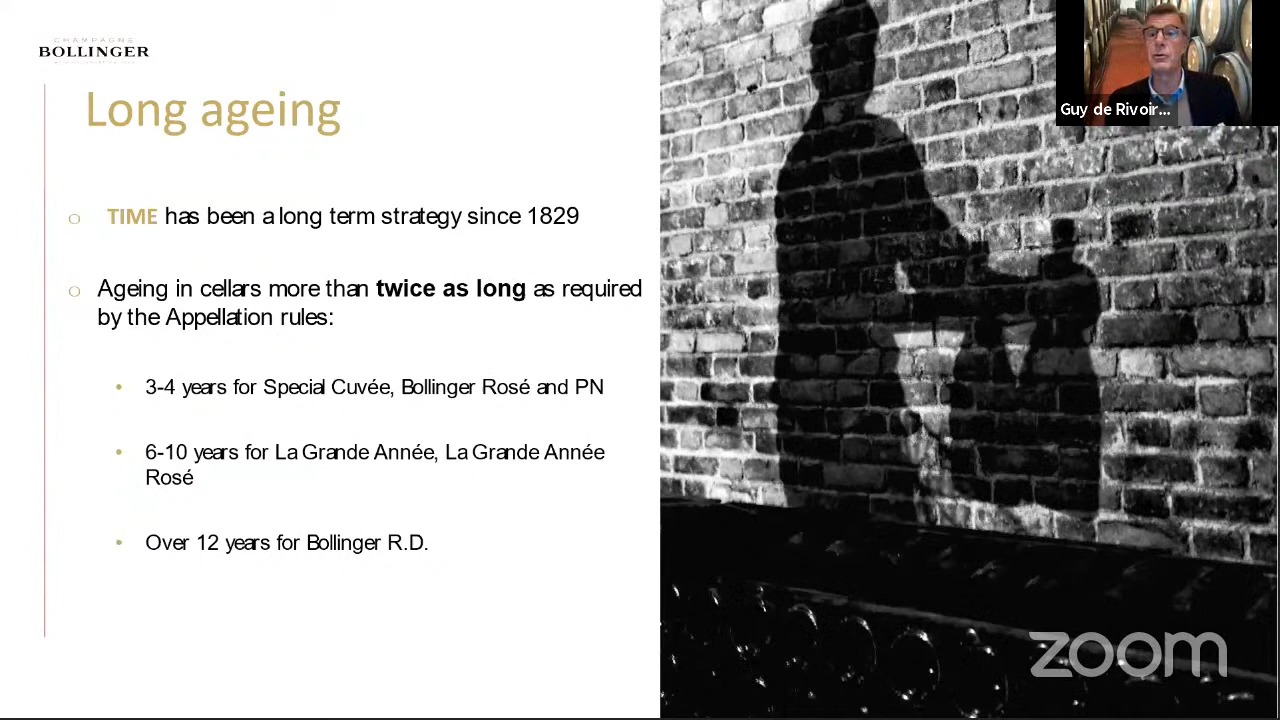 CHAMPAGNE
BOLLINGER
Long ageing
TIME has been a long term strategy since 1829
Ageing in cellars more than twice as long as required
by the Appellation rules:
3-4 years for Special Cuvée, Bollinger Rosé and PN
6-10 years for La Grande Année, La Grande Année
Rosé
Over 12 years for Bollinger R.D.
Guy de Rivoir...
zoom